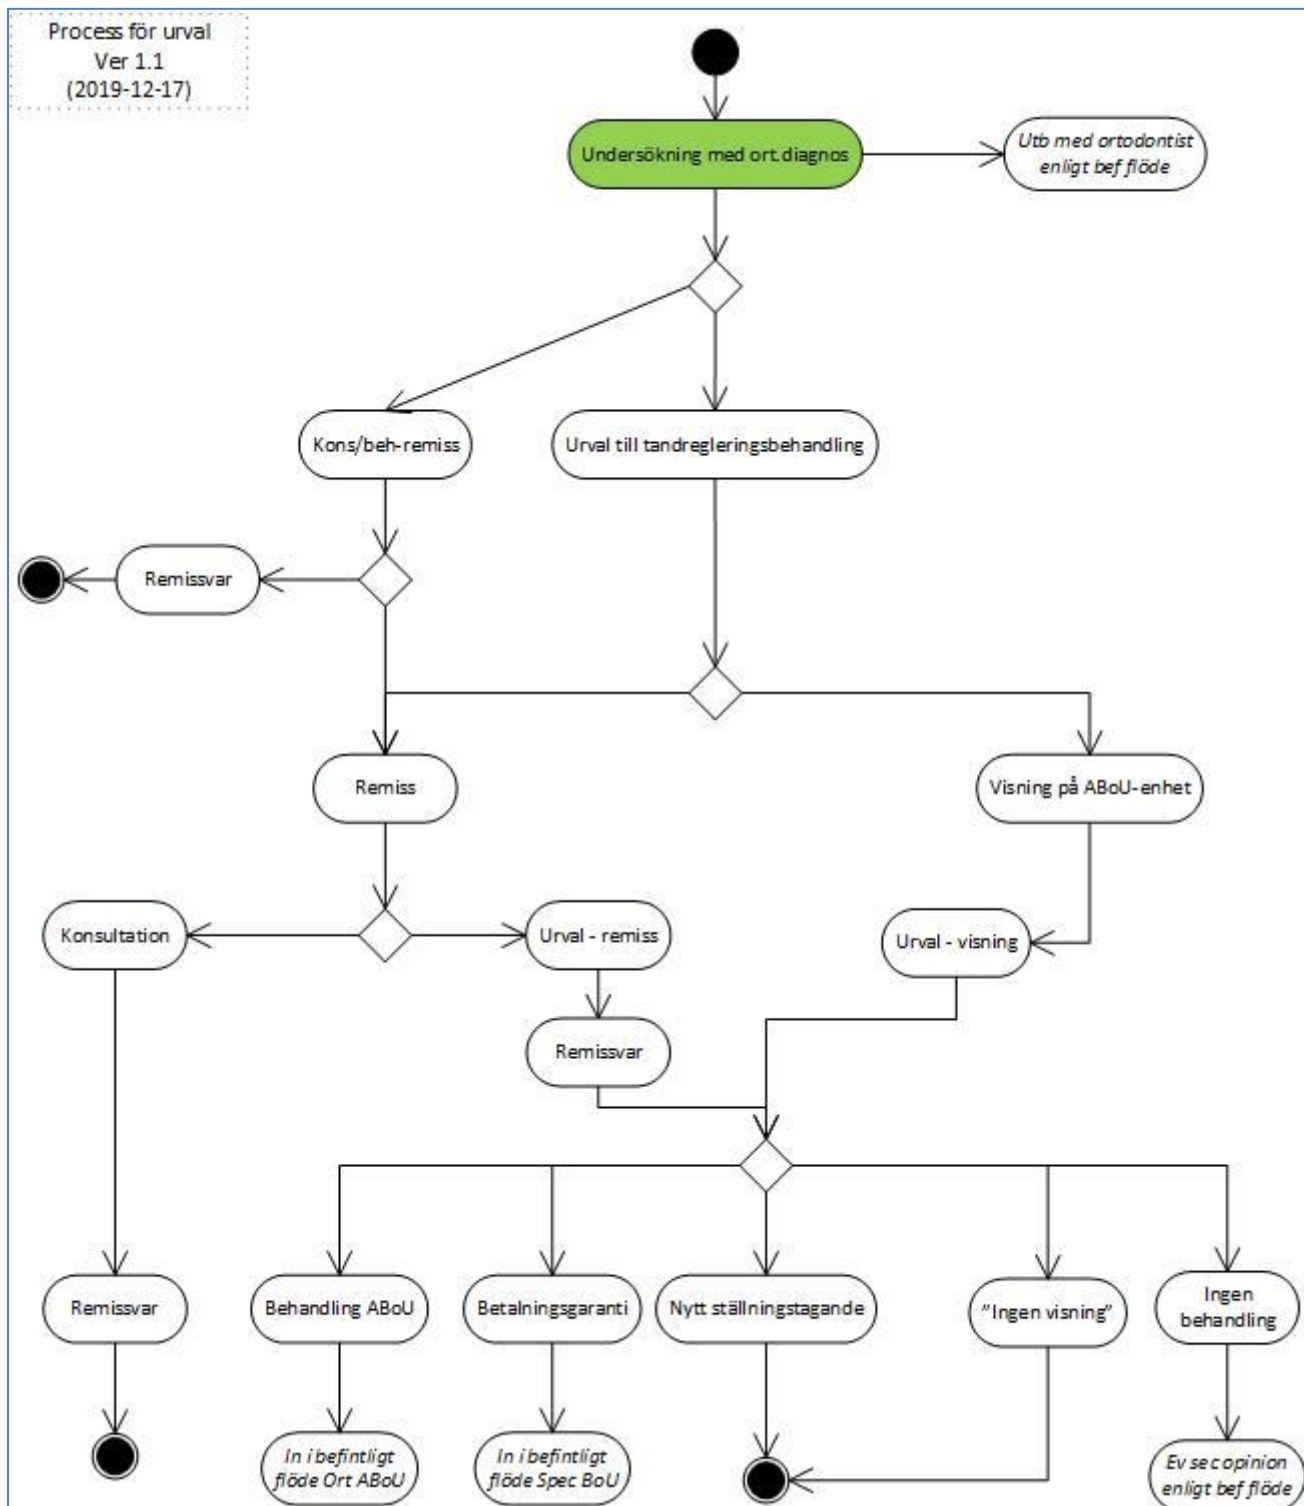 Process för urval
Ver 1.1
(2019-12-17)
Undersökning med ort.diagnos
Utb med ortodontist
enligt bef flöde
Kons/beh-remiss
Urval till tandregleringsbehandling
Remissvar
Remiss
Visning på ABoU-enhet
Konsultation
Urval - remiss
Urval - visning
Remissvar
Remissvar
Behandling ABoU
Betalningsgaranti
Nytt ställningstagande
"Ingen visning"
Ingen
behandling
In i befintligt
flöde Ort ABoU
In i befintligt
flöde Spec BoU
Ev sec opinion
enligt bef flöde